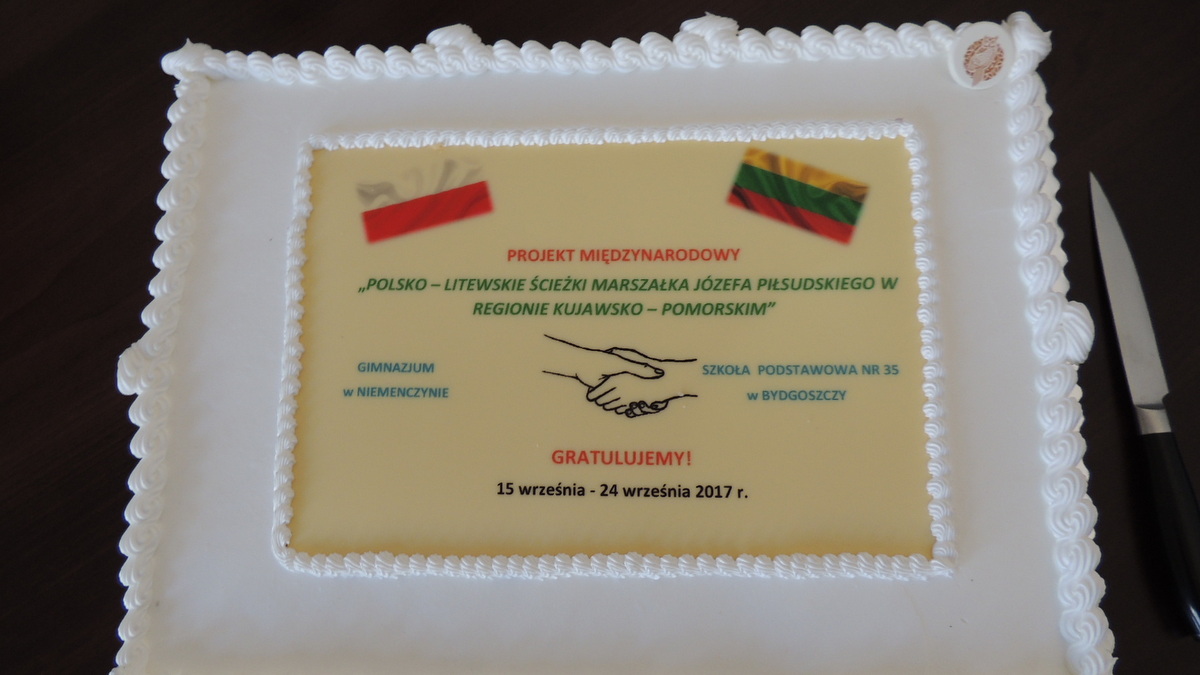 PROJEKT MIĘDZYNARODOWY
„POLSKO – LITEWSKIE ŚCIEŻKI MARSZAŁKA JÓZEFA PIŁSUDSKIEGO W
REGIONIE KUJAWSKO – POMORSKIM”
GIMNAZJUM
w NIEMENCZYNIE
SZKOŁA PODSTAWOWA NR 35
w BYDGOSZCZY
GRATULUJEMY!
15 września - 24 września 2017 r.